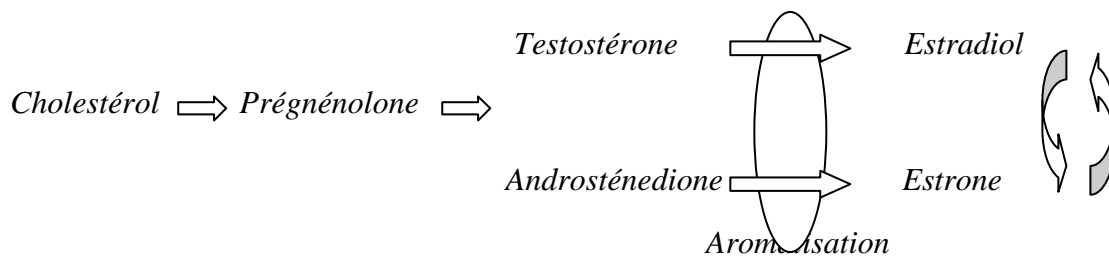 Testostérone Estradiol
Cholestérol Prégnénolone
Androsténedione Estrone
Aromatisation